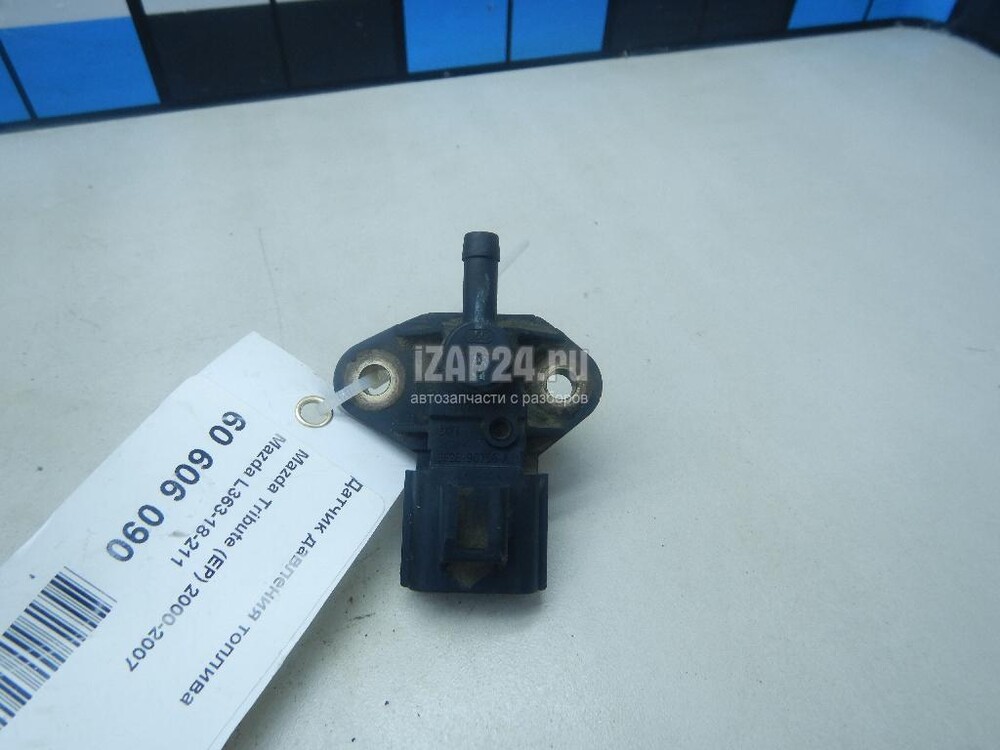 iZAP24.ru
автозапчасти с разборов
Датчик давления топлива
Mazda Tribute (EP) 2000-2007
Mazda L363-18-211
60 606 090